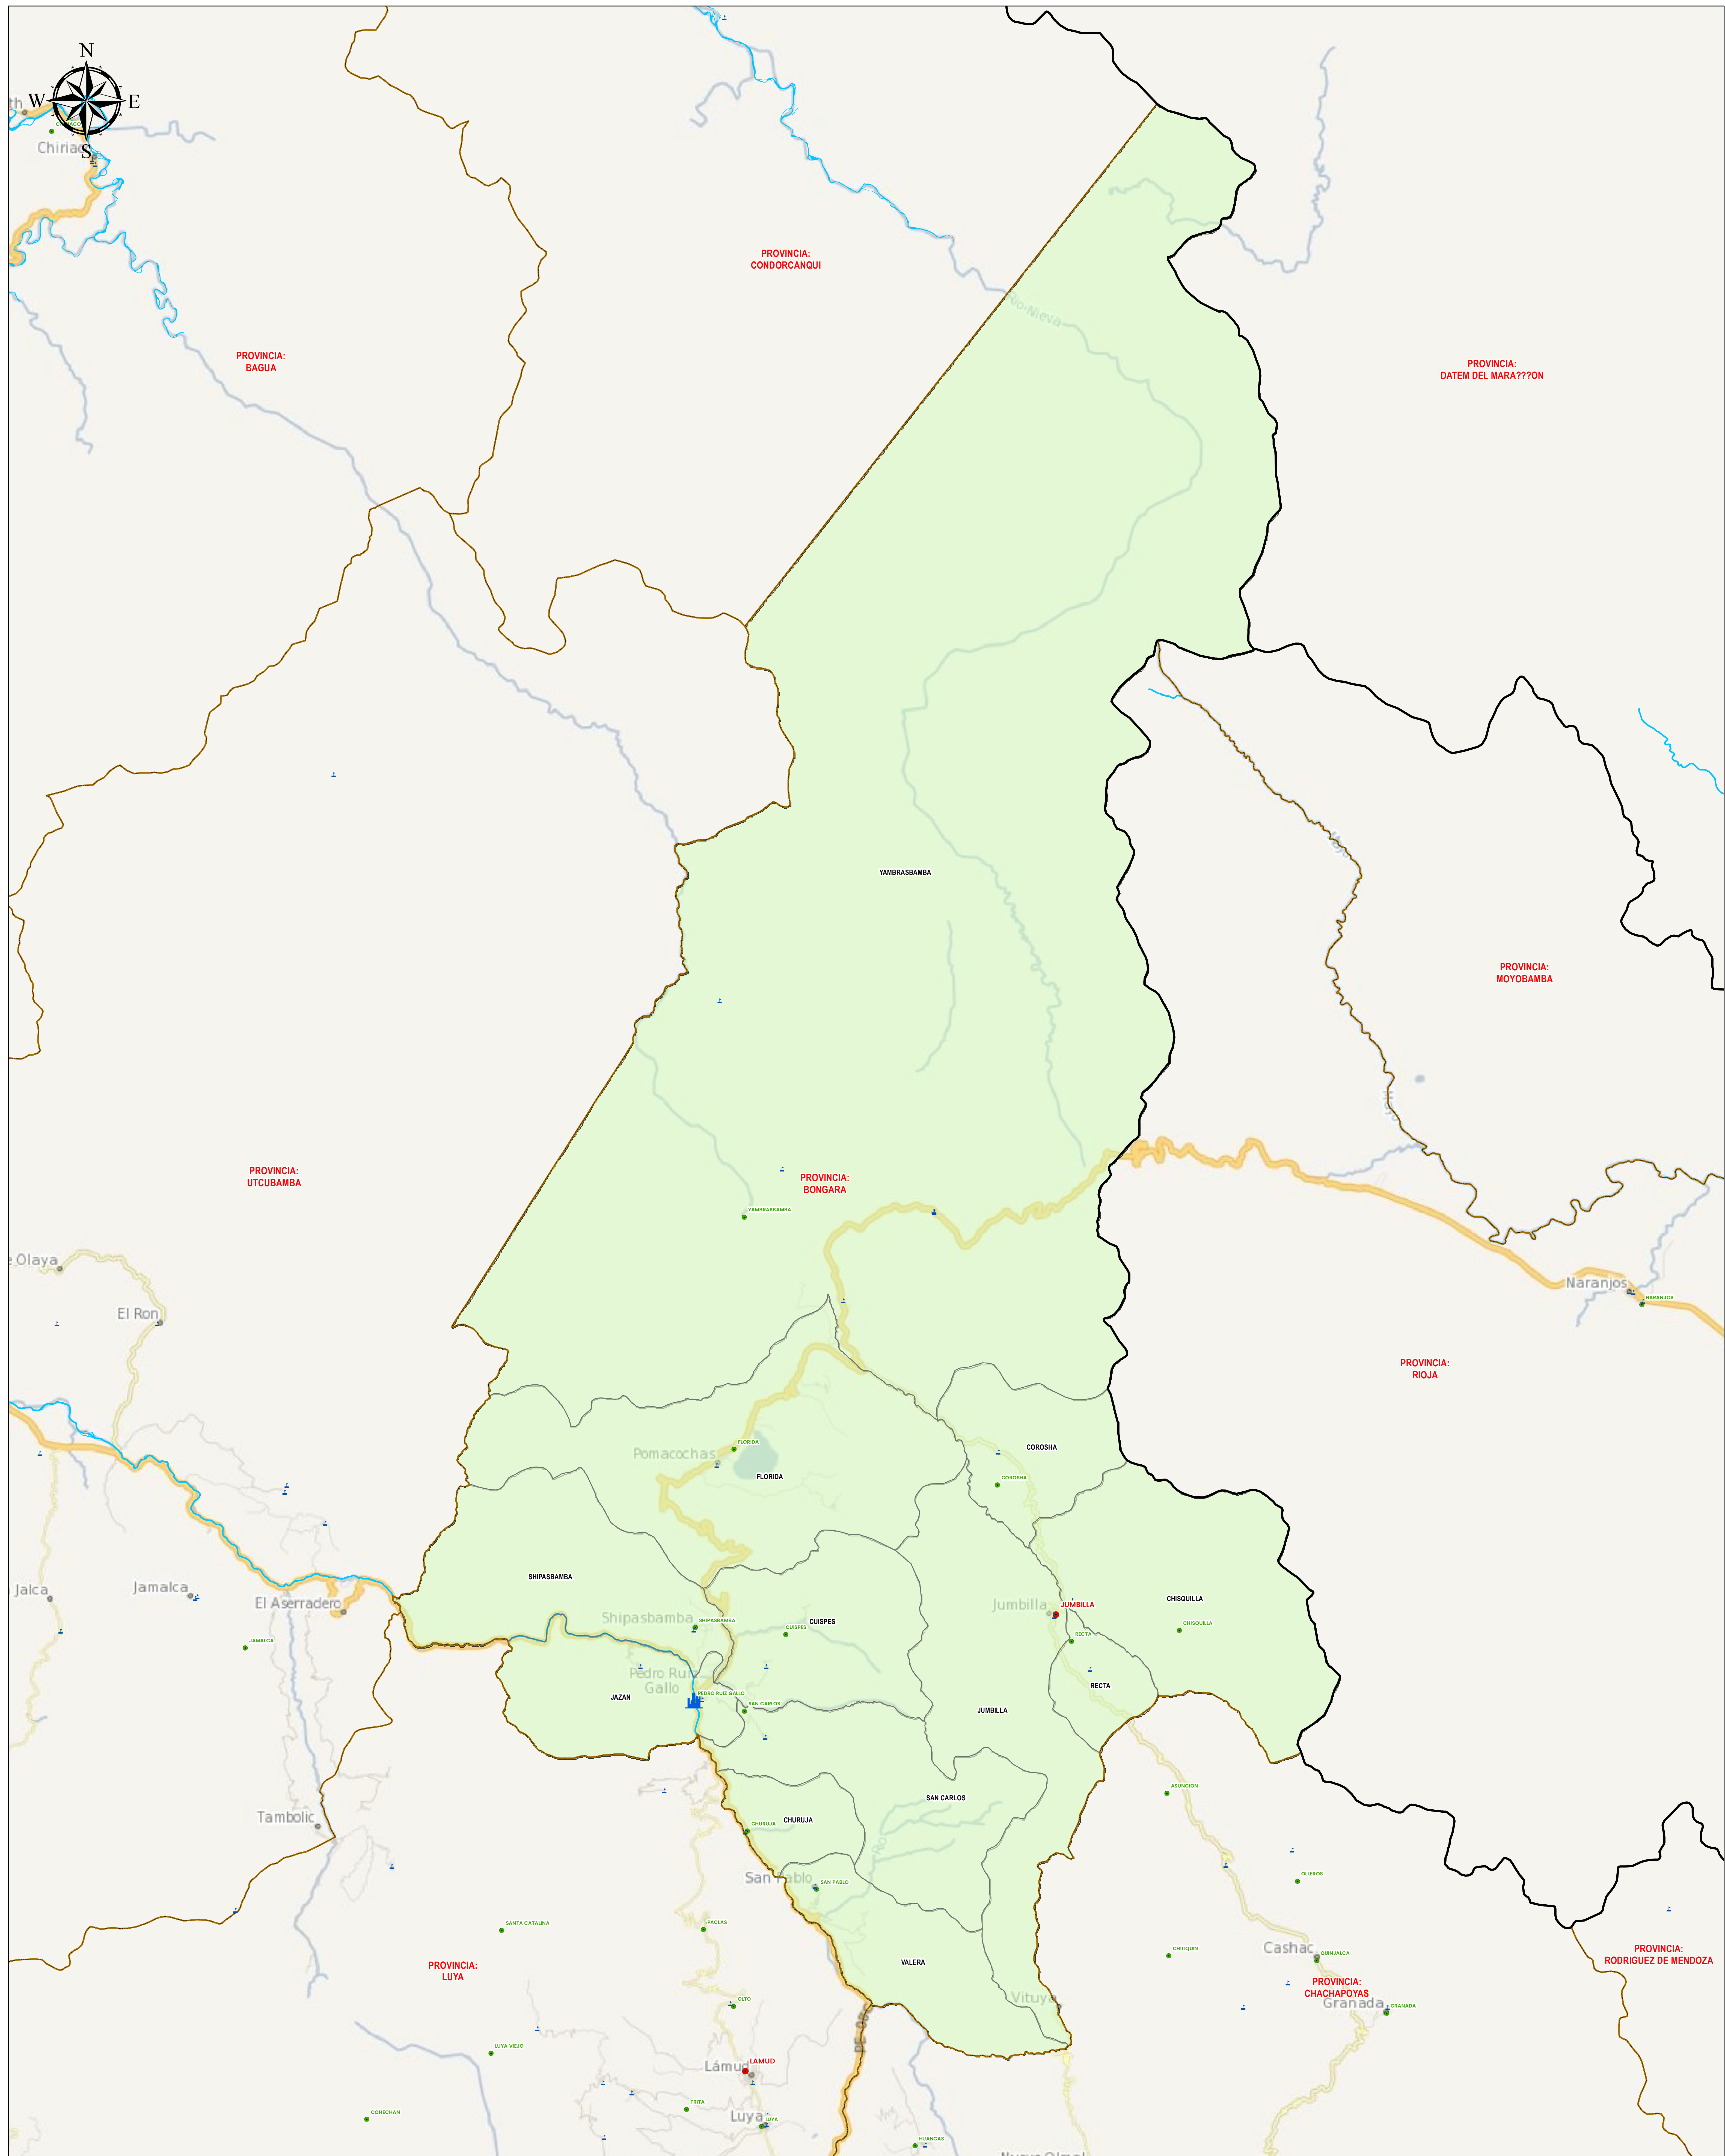 N
W
E
S
Chiriac
PROVINCIA:
CONDORCANQUI
Rio-Nieva
PROVINCIA:
BAGUA
PROVINCIA:
DATEM DEL MARA???ON
YAMBRASBAMBA
PROVINCIA:
MOYOBAMBA
PROVINCIA:
UTCUBAMBA
PROVINCIA:
BONGARA
YAMBRASBAMBA
e Olaya
El Ron
Naranjos
NARANJOS
PROVINCIA:
RIOJA
Pomacochas
FLORIDA
FLORIDA
COROSHA
COROSHA
SHIPASBAMBA
Jalca
Jamalca
El Aserradero
JAMALCA
Shipasbamba
SHIPASBAMBA
CUISPES
CUISPES
Jumbilla
JUMBILLA
CHISQUILLA
CHISQUILLA
RECTA
RECTA
Pedro Ruiz
Gallo
PEDRO RUIZ GALLO
JAZAN
SAN CARLOS
JUMBILLA
SAN CARLOS
ASUNCION
Tambolic
CHURUJA
CHURUJA
Rio
San Pablo
SAN PABLO
OLLEROS
SANTA CATALINA
PACLAS
VALERA
CHILIQUIN
Cashac
QUINJALCA
PROVINCIA:
LUYA
PROVINCIA:
RODRIGUEZ DE MENDOZA
PROVINCIA:
CHACHAPOYAS
Granada
GRANADA
Vituya
OLTO
LUYA VIEJO
Lámud
LAMUD
TRITA
COHECHAN
Luya
LUYA
HUANCAS